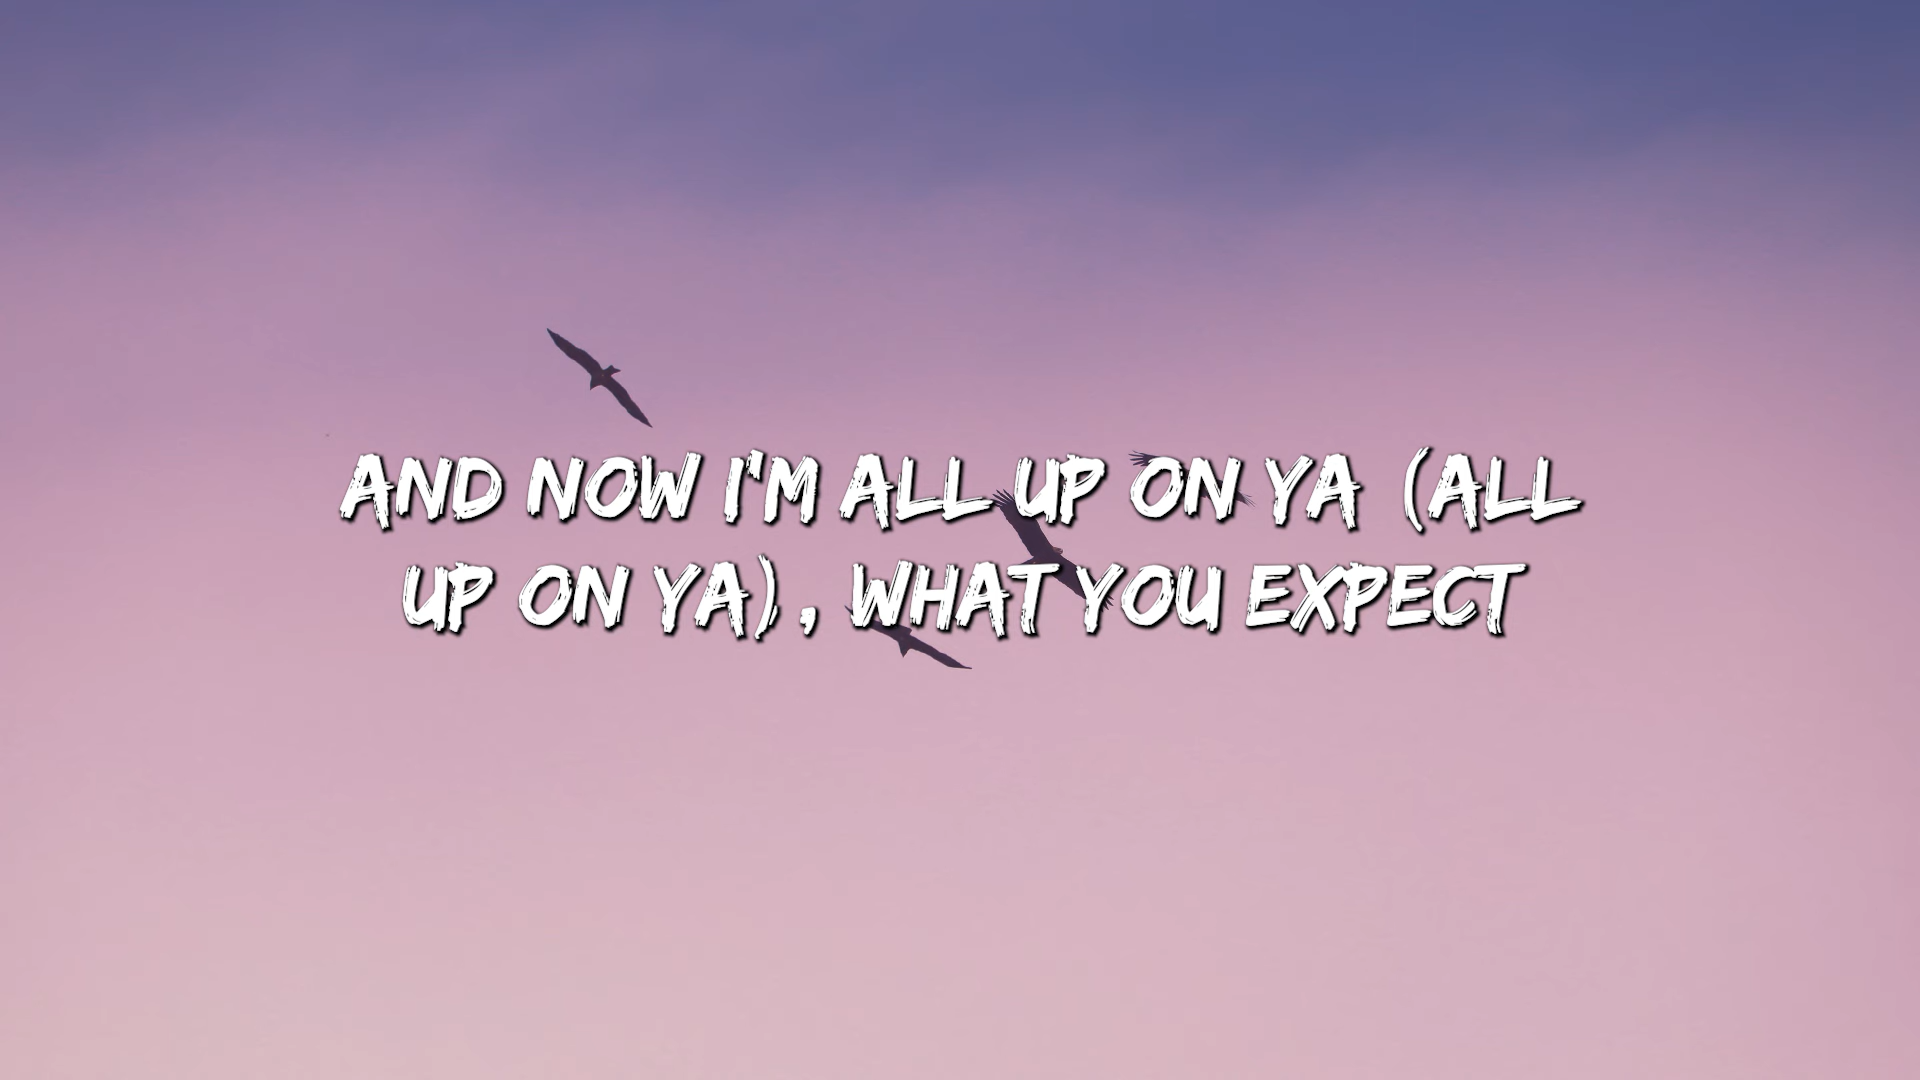 AND NOW I'M ALL UP ON YA (ALL
UP ON YA), WHAT YOU EXPECT